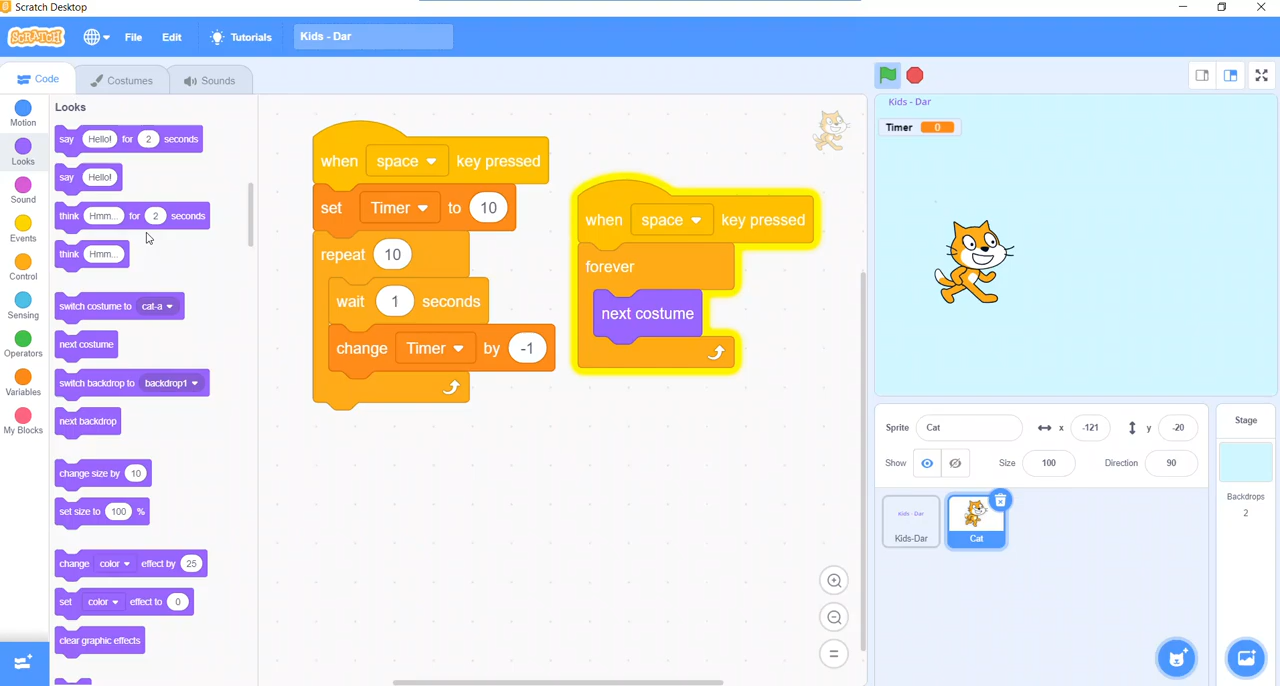 Scratch Desktop
SCRATCH
File
Edit
Tutorials
Kids - Dar
Code
Costumes
Sounds
Motion
Looks
Sound
Events
Control
Sensing
Operators
Variables
My Blocks
Looks
say Hello! for 2 seconds
say Hello!
think Hmm... for 2 seconds
think Hmm...
switch costume to cat-a
next costume
switch backdrop to backdrop1
next backdrop
change size by 10
set size to 100 %
change color effect by 25
set color effect to 0
clear graphic effects
when space key pressed
set Timer to 10
repeat 10
wait 1 seconds
change Timer by -1
when space key pressed
forever
next costume
Kids - Dar
Timer 0
Sprite Cat x -121 y -20
Show Size 100 Direction 90
Kids - Dar
Kids-Dar
Cat
Stage
Backdrops
2